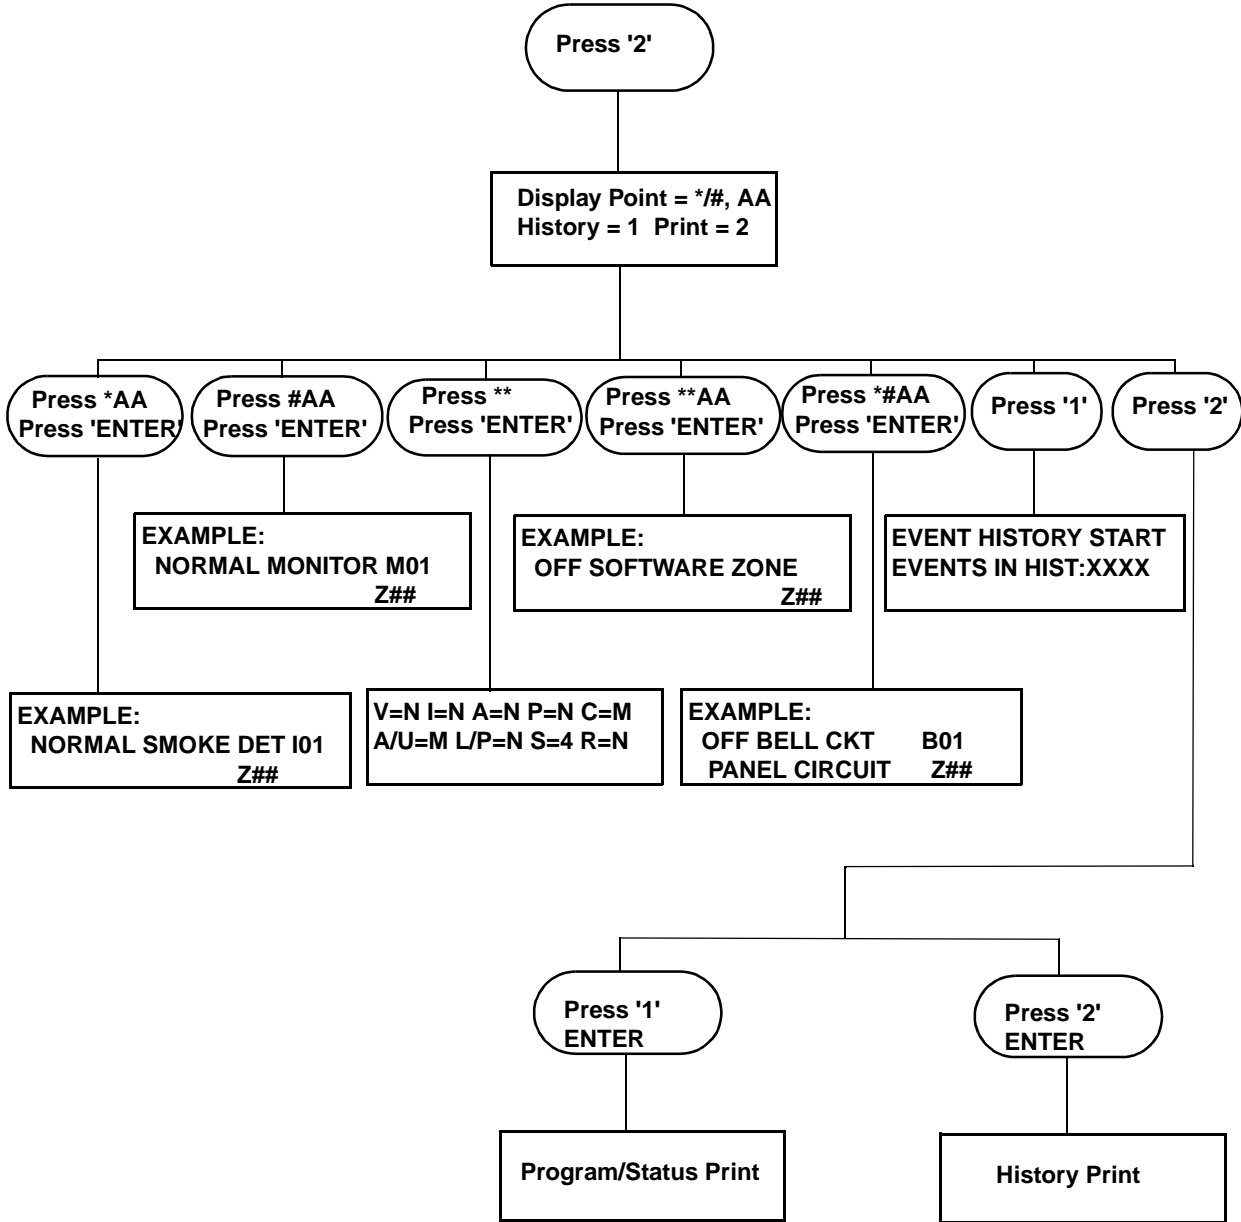 Press '2'
Display Point = */#, AA
History = 1  Print = 2
Press *AA
Press 'ENTER'
Press #AA
Press 'ENTER'
Press **
Press 'ENTER'
Press **AA
Press 'ENTER'
Press *#AA
Press 'ENTER'
Press '1'
Press '2'
EXAMPLE:
NORMAL MONITOR M01
Z##
EXAMPLE:
OFF SOFTWARE ZONE
Z##
EVENT HISTORY START
EVENTS IN HIST:XXXX
EXAMPLE:
NORMAL SMOKE DET I01
Z##
V=N I=N A=N P=N C=M
A/U=M L/P=N S=4 R=N
EXAMPLE:
OFF BELL CKT B01
PANEL CIRCUIT Z##
Press '1'
ENTER
Press '2'
ENTER
Program/Status Print
History Print